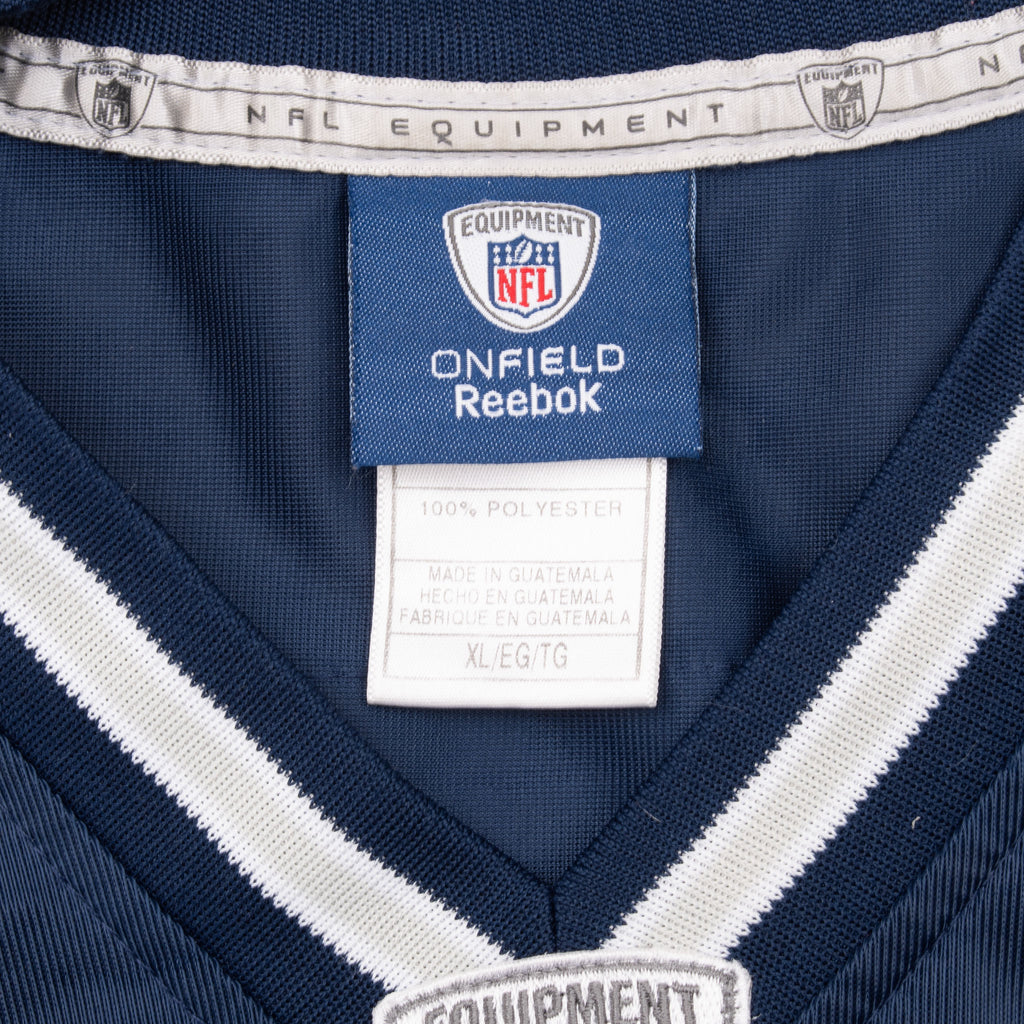 EQUIPMENT
NFL
NFL EQUIPMENT
EQUIPMENT
NFL
EQUIPMENT
NFL
ONFIELD
Reebok
100% POLYESTER
MADE IN GUATEMALA
HECHO EN GUATEMALA
FABRIQUE EN GUATEMALA
XL/EG/TG
EQUIPMENT